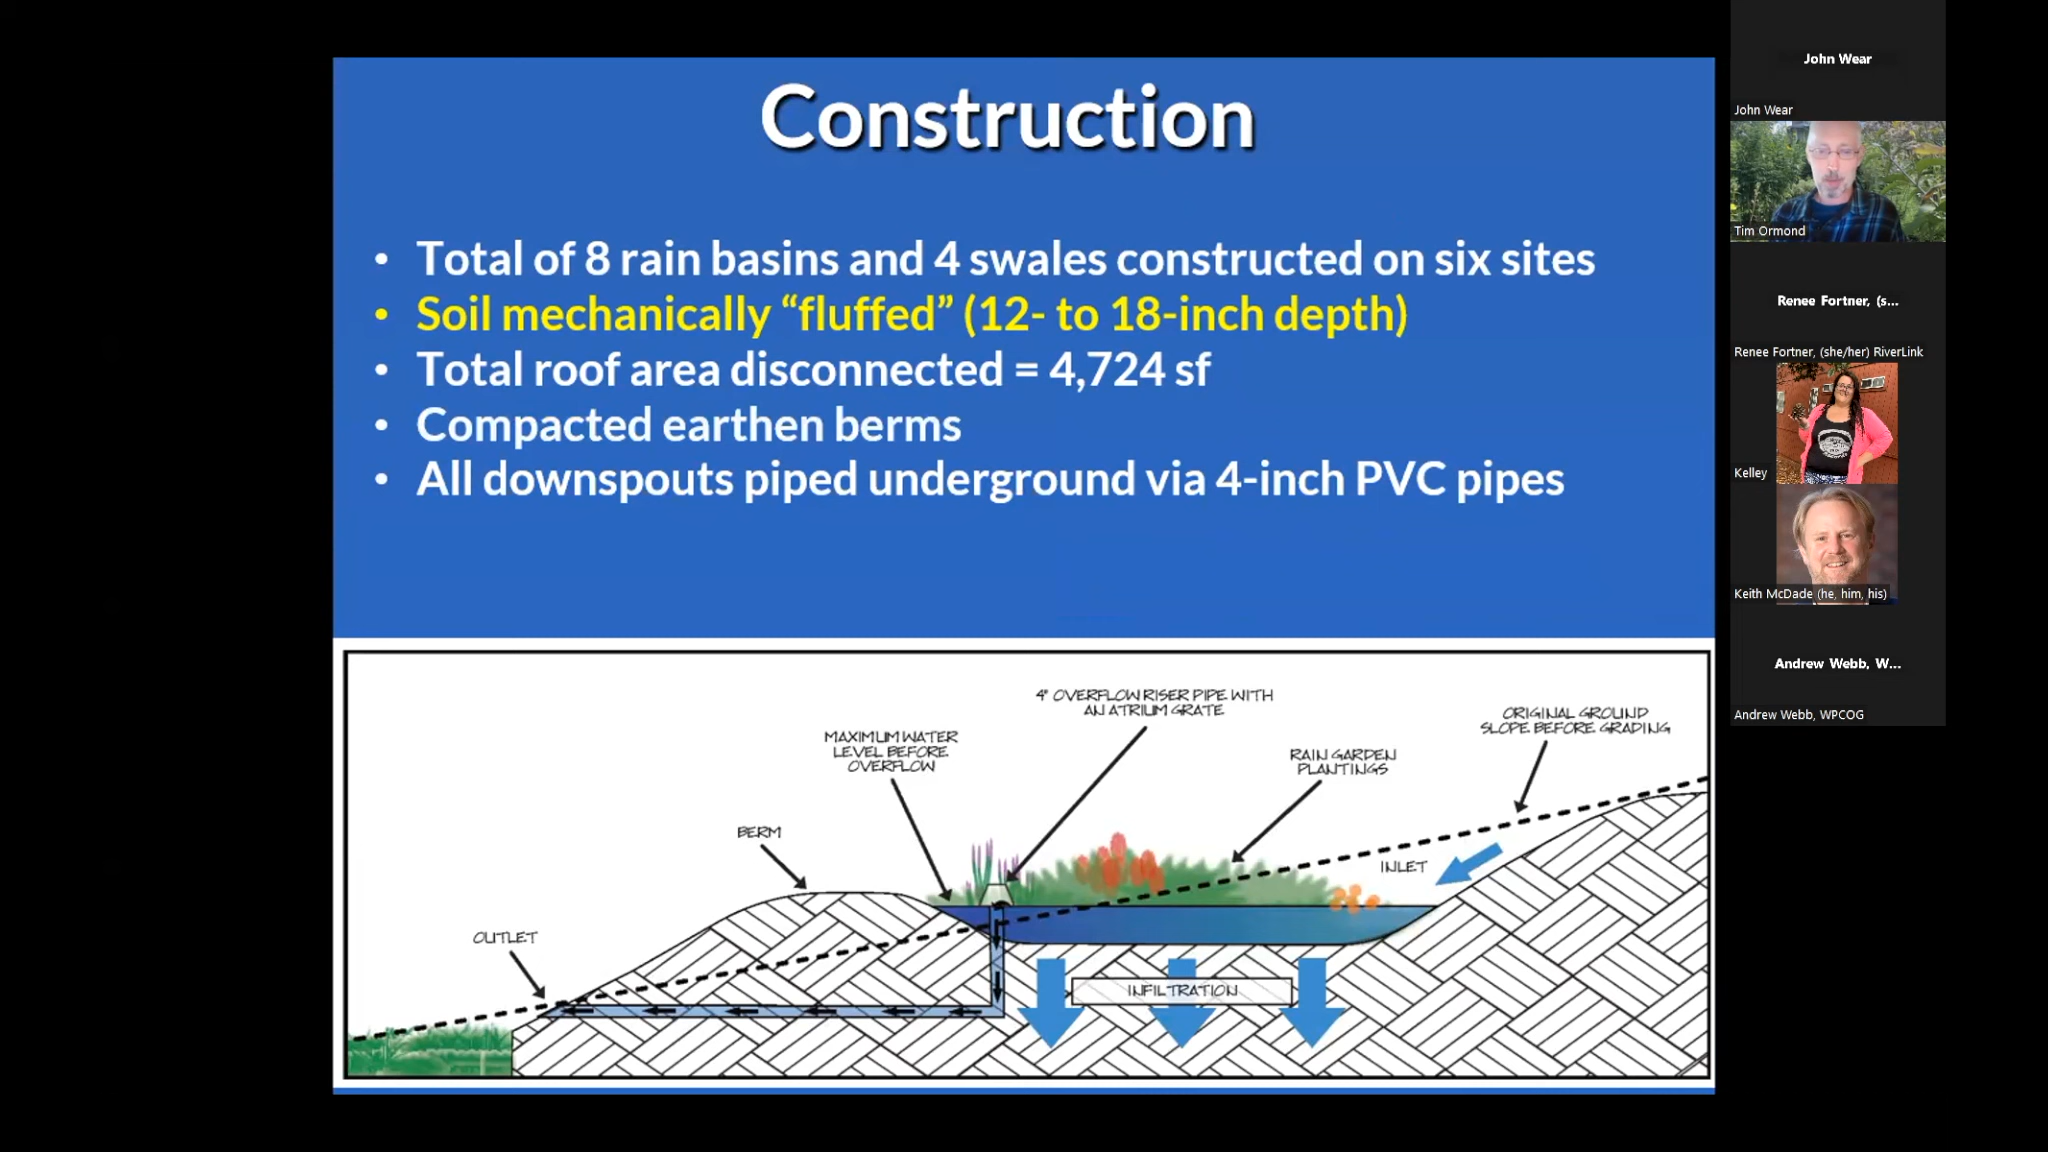 Construction
• Total of 8 rain basins and 4 swales constructed on six sites
• Soil mechanically “fluffed” (12- to 18-inch depth)
• Total roof area disconnected = 4,724 sf
• Compacted earthen berms
• All downspouts piped underground via 4-inch PVC pipes
4" OVERFLOW RISER PIPE WITH
AN ATRIUM GRATE
ORIGINAL GROUND
SLOPE BEFORE GRADING
MAXIMUM WATER
LEVEL BEFORE
OVERFLOW
RAIN GARDEN
PLANTINGS
BERM
INLET
OUTLET
INFILTRATION
John Wear
John Wear
Tim Ormond
Renee Fortner, (s...
Renee Fortner, (she/her) RiverLink
Kelley
Keith McDade (he, him, his)
Andrew Webb, W...
Andrew Webb, WPCOG